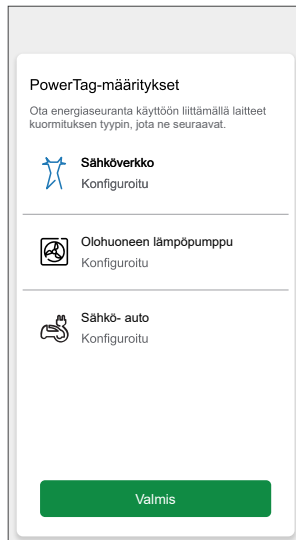 PowerTag-määritykset
Ota energiaseuranta käyttöön liittämällä laitteet
kuormituksen tyypin, jota ne seuraavat.
Sähköverkko
Konfiguroitu
Olohuoneen lämpöpumppu
Konfiguroitu
Sähkö- auto
Konfiguroitu
Valmis